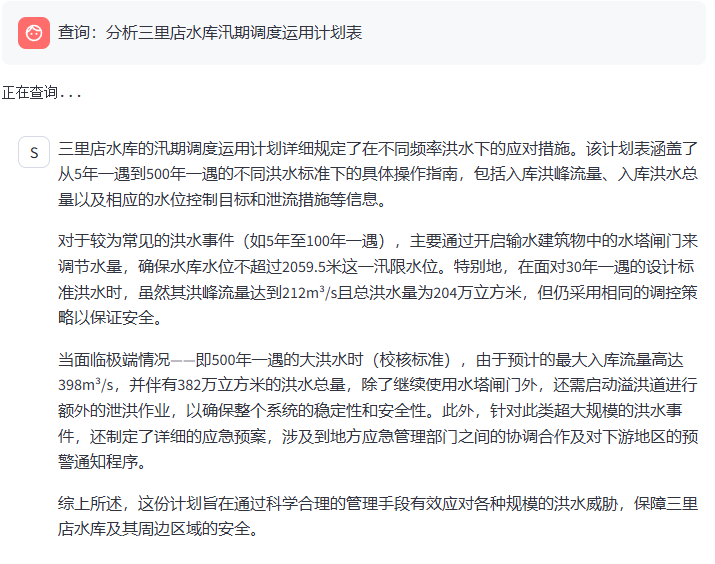 查询：分析三里店水库汛期调度运用计划表
正在查询...
S
三里店水库的汛期调度运用计划详细规定了在不同频率洪水下的应对措施。该计划表涵盖了
从5年一遇到500年一遇的不同洪水标准下的具体操作指南，包括入库洪峰流量、入库洪水总
量以及相应的水位控制目标和泄流措施等信息。
对于较为常见的洪水事件（如5年至100年一遇），主要通过开启输水建筑物中的水塔闸门来
调节水量，确保水库水位不超过2059.5米这一汛限水位。特别地，在面对30年一遇的设计标
准洪水时，虽然其洪峰流量达到212m³/s且总洪水量为204万立方米，但仍采用相同的调控策
略以保证安全。
当面临极端情况——即500年一遇的大洪水时（校核标准），由于预计的最大入库流量高达
398m³/s，并伴有382万立方米的洪水总量，除了继续使用水塔闸门外，还需启动溢洪道进行
额外的泄洪作业，以确保整个系统的稳定性和安全性。此外，针对此类超大规模的洪水事
件，还制定了详细的应急预案，涉及到地方应急管理部门之间的协调合作及对下游地区的预
警通知程序。
综上所述，这份计划旨在通过科学合理的管理手段有效应对各种规模的洪水威胁，保障三里
店水库及其周边区域的安全。